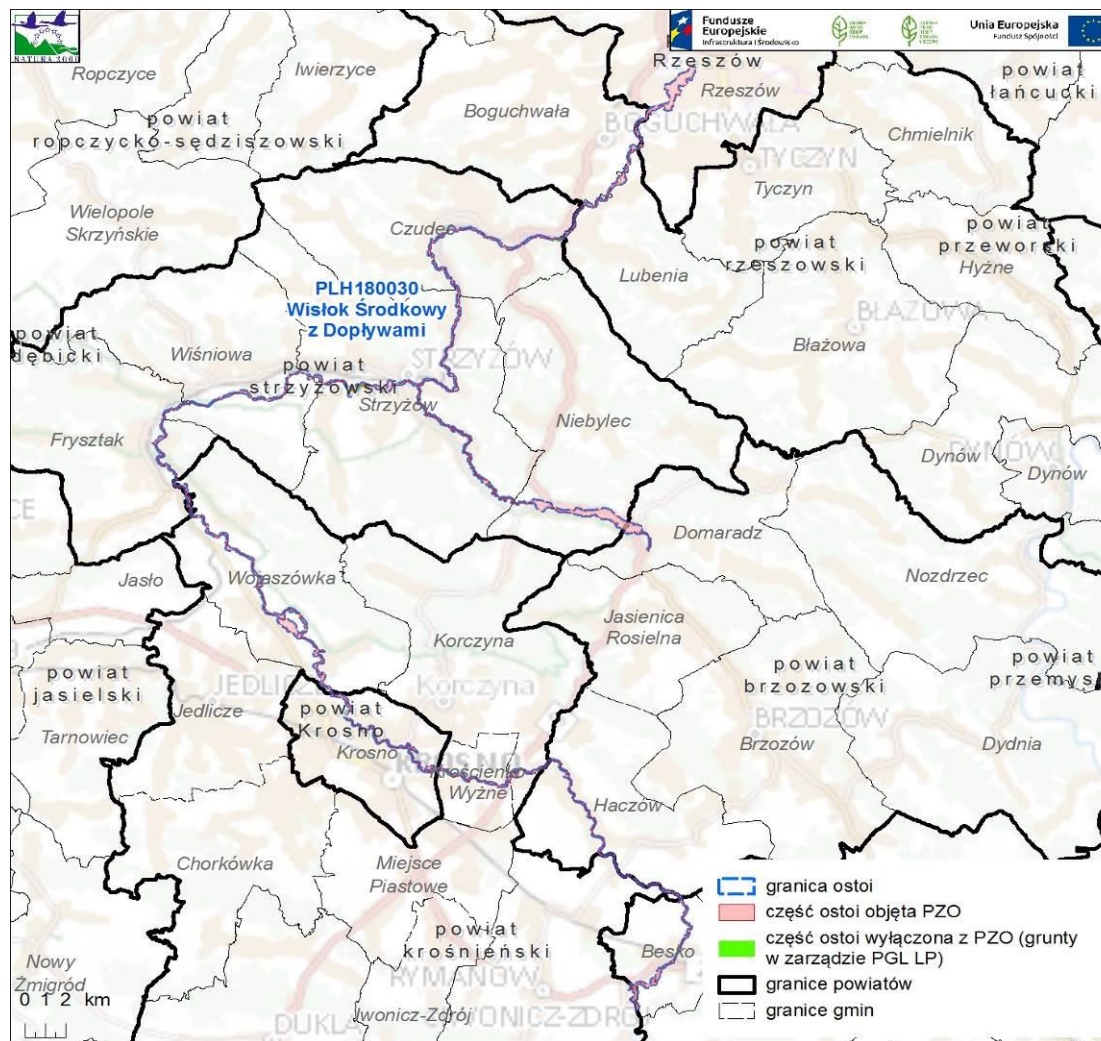 NATURA 2000
Fundusze
Europejskie
Infrastruktura i Środowisko
Unia Europejska
Fundusz Spójności
Ropczyce
Iwierzyce
Rzeszów
Rzeszów
powiat
łańcucki
powiat
ropczycko-sędziszowski
Boguchwała
BOGUCHWAŁA
Chmielnik
TYCZYN
Tyczyn
Wielopole
Skrzyńskie
Czudec
powiat
rzeszowski
powiat
przeworski
Hyżne
Lubenia
PLH180030
Wisłok Środkowy
z Dopływami
BŁAŻOWA
Błażowa
powiat
dębicki
Wiśniowa
STRZYŻÓW
powiat
strzyżowski
Strzyżów
Niebylec
Frysztak
DYNÓW
Dynów
Dynów
CE
Domaradz
Nozdrzec
Jasło
Wojaszówka
Jasienica
Rosielna
Korczyna
powiat
jasielski
powiat
brzozowski
powiat
przemys
JEDLICZE
Jedlicze
Korczyna
powiat
Krosno
Krosno
KROSNO
Tarnowiec
BRZOZÓW
Brzozów
Dydnia
Krościenko
Wyżne
Haczów
Chorkówka
Miejsce
Piastowe
powiat
krośnieński
Besko
Nowy
Żmigród
RYMANÓW
Iwonicz-Zdrój
IWONICZ-ZDRÓJ
DUKLA
0 1 2 km
granica ostoi
część ostoi objęta PZO
część ostoi wyłączona z PZO (grunty
w zarządzie PGL LP)
granice powiatów
granice gmin